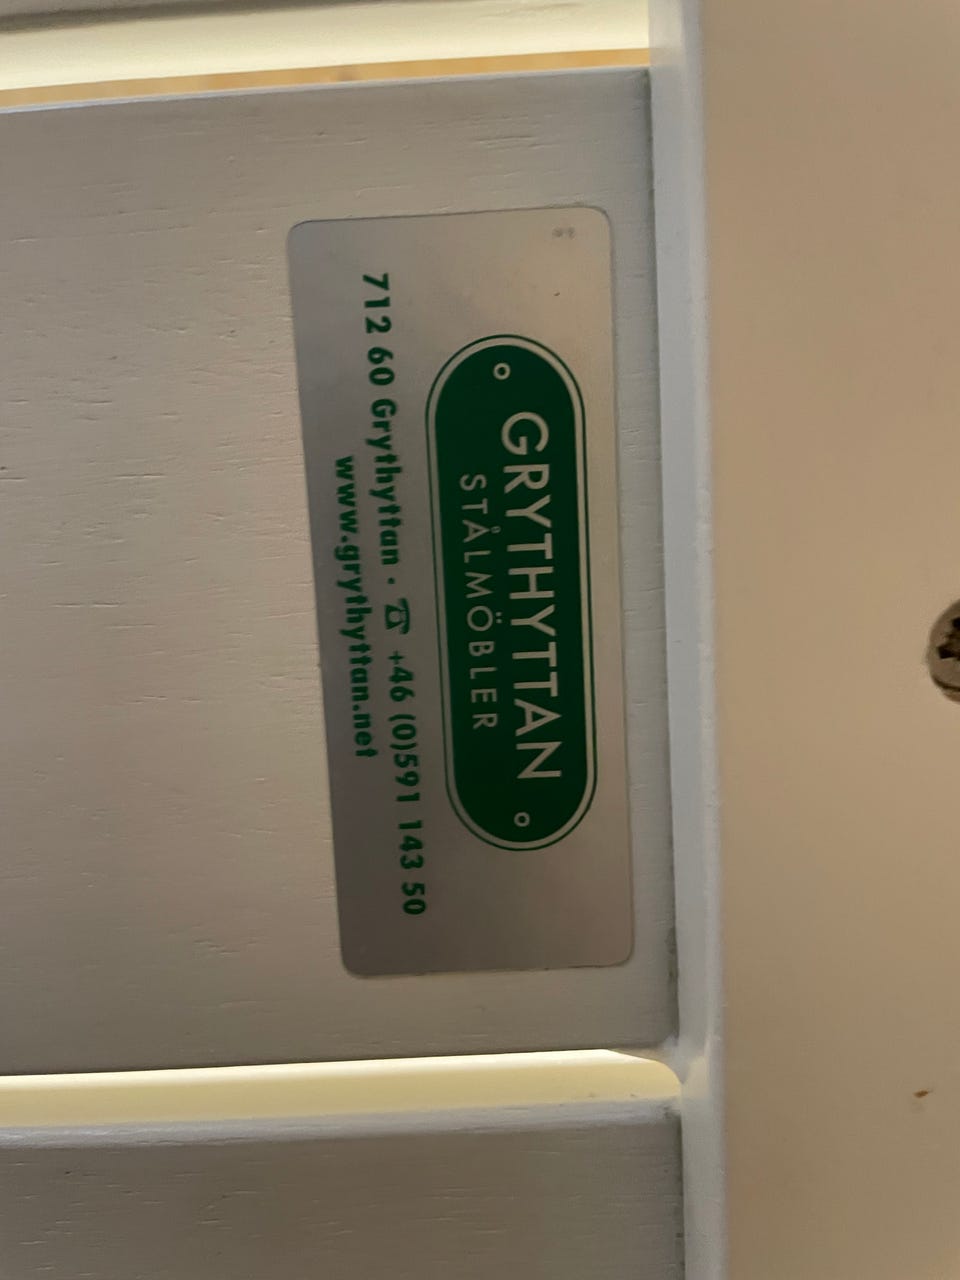 GRYTHYTTAN
STÅLMÖBLER
712 60 Grythyttan · ☎ +46 (0)591 143 50
www.grythyttan.net